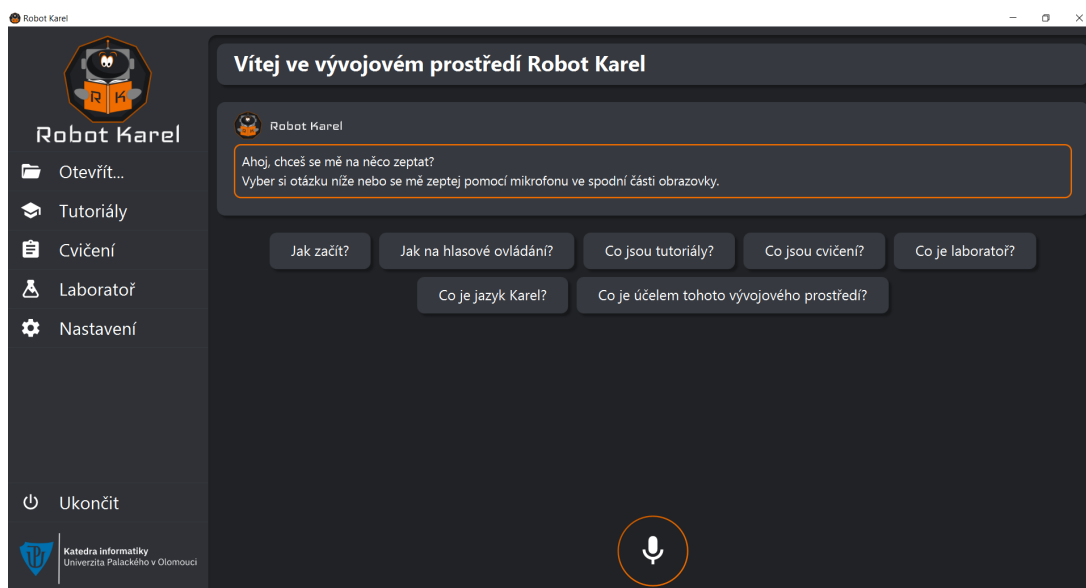 Robot Karel
R K
Robot Karel
Otevřít...
Tutoriály
Cvičení
Laboratoř
Nastavení
Ukončit
Katedra informatiky
Univerzita Palackého v Olomouci
Vítej ve vývojovém prostředí Robot Karel
Robot Karel
Ahoj, chceš se mě na něco zeptat?
Vyber si otázku níže nebo se mě zeptej pomocí mikrofonu ve spodní části obrazovky.
Jak začít?
Jak na hlasové ovládání?
Co jsou tutoriály?
Co jsou cvičení?
Co je laboratoř?
Co je jazyk Karel?
Co je účelem tohoto vývojového prostředí?